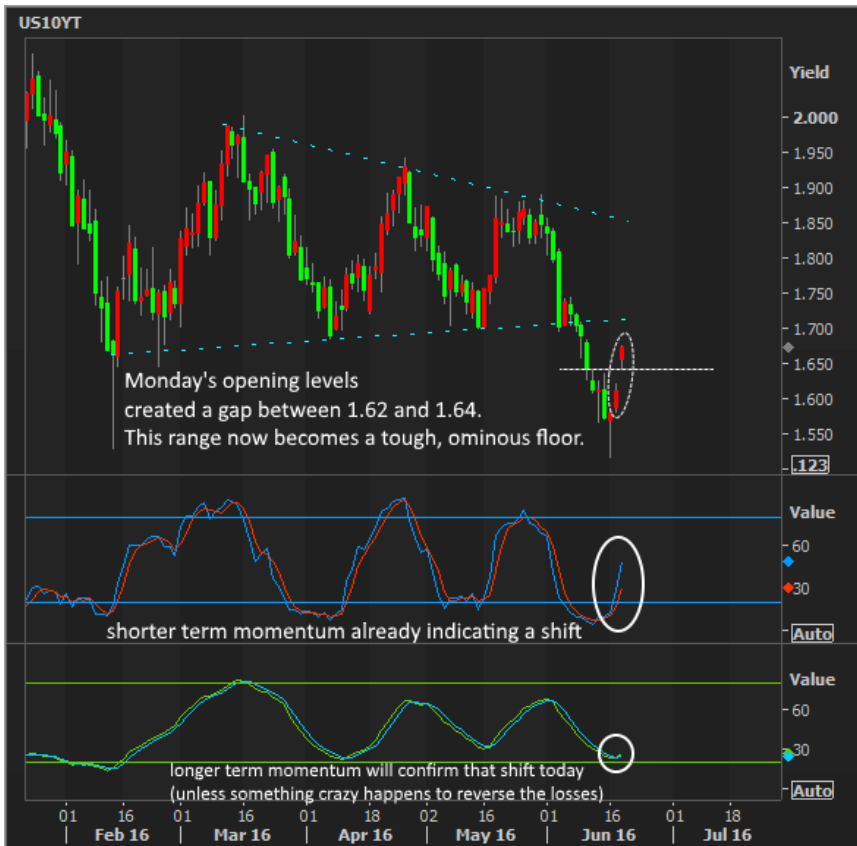 US10YT
Yield
2.000
1.950
1.900
1.850
1.800
1.750
1.700
1.650
1.600
1.550
.123
Monday's opening levels
created a gap between 1.62 and 1.64.
This range now becomes a tough, ominous floor.
Value
60
30
Auto
shorter term momentum already indicating a shift
Value
60
30
Auto
longer term momentum will confirm that shift today
(unless something crazy happens to reverse the losses)
01 16 01 16 01 18 02 16 01 16 01 18
Feb 16 Mar 16 Apr 16 May 16 Jun 16 Jul 16